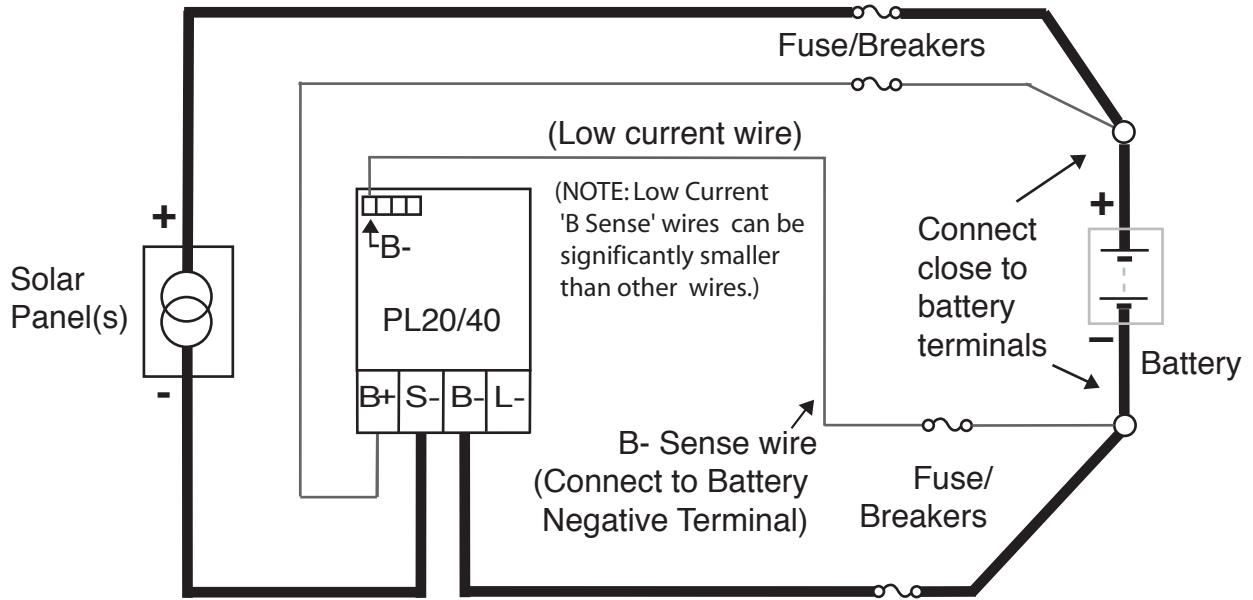 Fuse/Breakers
(Low current wire)
(NOTE: Low Current
'B Sense' wires can be
significantly smaller
than other wires.)
+
Solar
Panel(s)
-
B-
PL20/40
B+ S- B- L-
Connect
close to
battery
terminals
+
–
Battery
B- Sense wire
(Connect to Battery
Negative Terminal)
Fuse/
Breakers